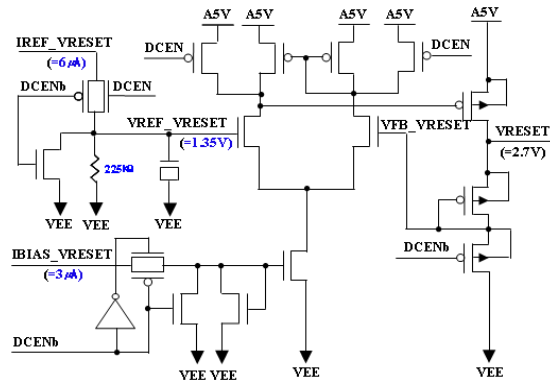 A5V A5V A5V A5V A5V
IREF_VRESET
(=6㎂)
DCEN DCEN
DCENb DCEN
VREF_VRESET
(=1.35V)
VFB_VRESET
VRESET
(=2.7V)
225㏀
VEE VEE VEE
IBIAS_VRESET
(=3㎂)
DCENb
DCENb
VEE VEE VEE VEE